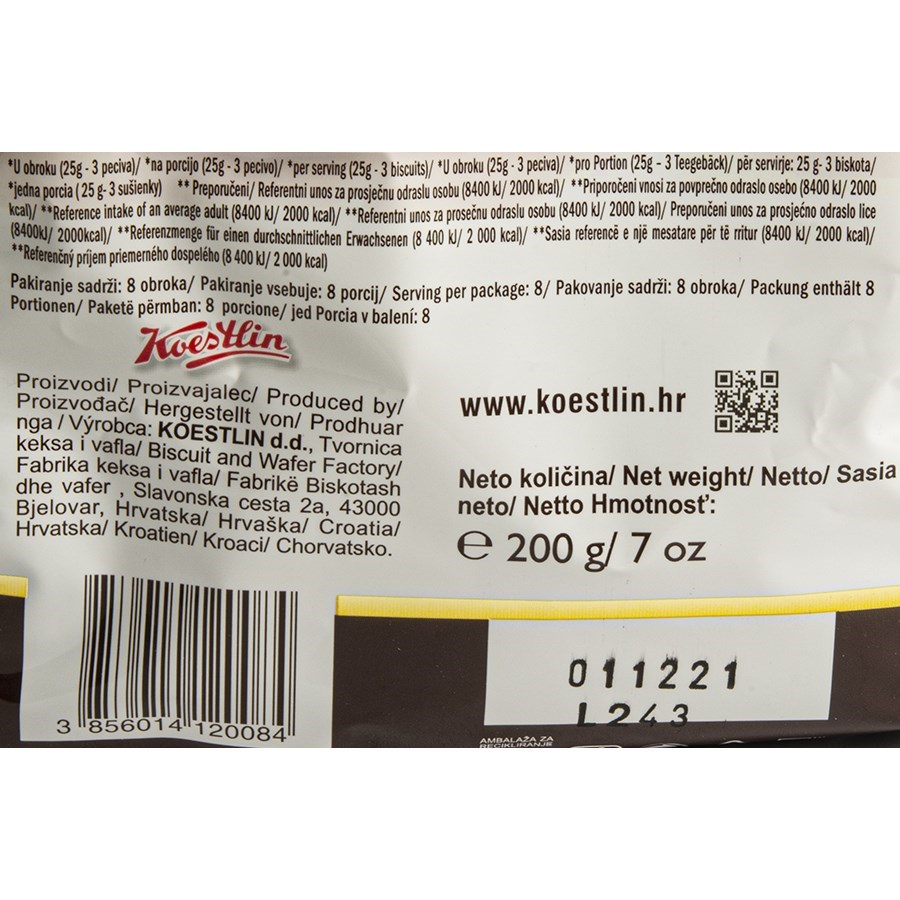 *U obroku (25g - 3 peciva)/ *na porcijo (25g - 3 pecivo)/ *per serving (25g - 3 biscuits)/ *U obroku (25g - 3 peciva)/ *pro Portion (25g – 3 Teegebäck)/ për servirje: 25 g- 3 biskota/
*jedna porcia ( 25 g- 3 sušienky) ** Preporučeni/ Referentni unos za prosječnu odraslu osobu (8400 kJ/ 2000 kcal)/ **Priporočeni vnosi za povprečno odraslo osebo (8400 kJ/ 2000
kcal)/ **Reference intake of an average adult (8400 kJ/ 2000 kcal)/ **Referentni unos za prosečnu odraslu osobu (8400 kJ/ 2000 kcal)/ Preporučeni unos za prosječno odraslo lice
(8400kJ/ 2000kcal)/ **Referenzmenge für einen durchschnittlichen Erwachsenen (8 400 kJ/ 2 000 kcal)/ **Sasia referencë e një mesatare për të rritur (8400 kJ/ 2000 kcal)/
**Referenčný príjem priemerného dospelého (8 400 kJ/ 2 000 kcal)
Pakiranje sadrži: 8 obroka/ Pakiranje vsebuje: 8 porcij/ Serving per package: 8/ Pakovanje sadrži: 8 obroka/ Packung enthält 8
Portionen/ Paketë përmban: 8 porcione/ jed Porcia v balení: 8
Koestlin
Proizvodi/ Proizvajalec/ Produced by/
Proizvođač/ Hergestellt von/ Prodhuar
nga / Výrobca: KOESTLIN d.d., Tvornica
keksa i vafla/ Biscuit and Wafer Factory/
Fabrika keksa i vafla/ Fabrikë Biskotash
dhe vafer , Slavonska cesta 2a, 43000
Bjelovar, Hrvatska/ Hrvaška/ Croatia/
Hrvatska/ Kroatien/ Kroaci/ Chorvatsko.
www.koestlin.hr
Neto količina/ Net weight/ Netto/ Sasia
neto/ Netto Hmotnosť:
℮ 200 g/ 7 oz
3 856014 120084
011221
L243
AMBALAŽA ZA
RECIKLIRANJE